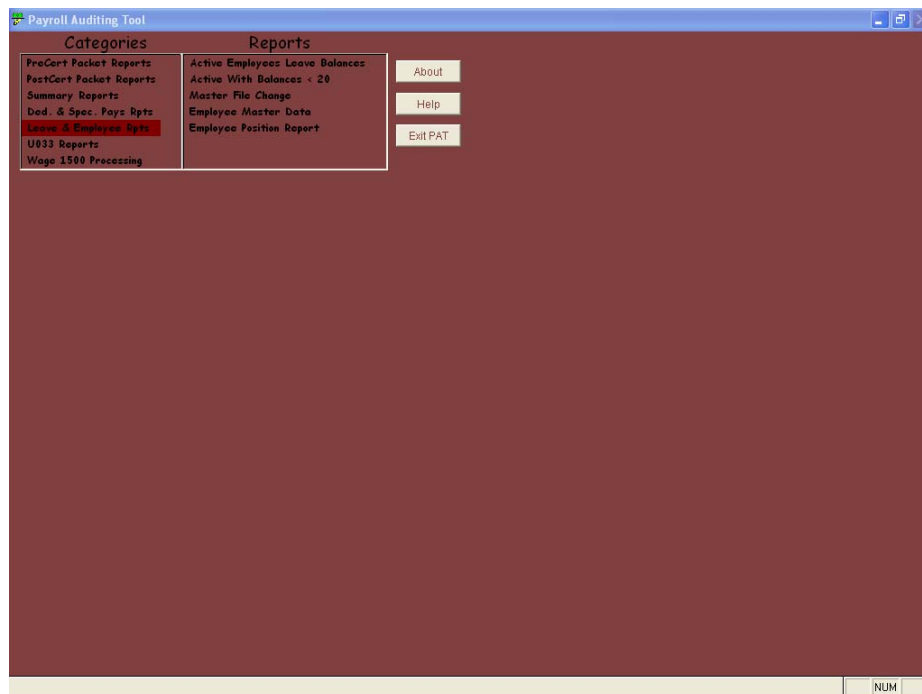 Payroll Auditing Tool
Categories
Reports
PreCert Packet Reports
PostCert Packet Reports
Summary Reports
Ded. & Spec. Pays Rpts
Leave & Employee Rpts
U033 Reports
Wage 1500 Processing
Active Employees Leave Balances
Active With Balances < 20
Master File Change
Employee Master Data
Employee Position Report
About
Help
Exit PAT
NUM